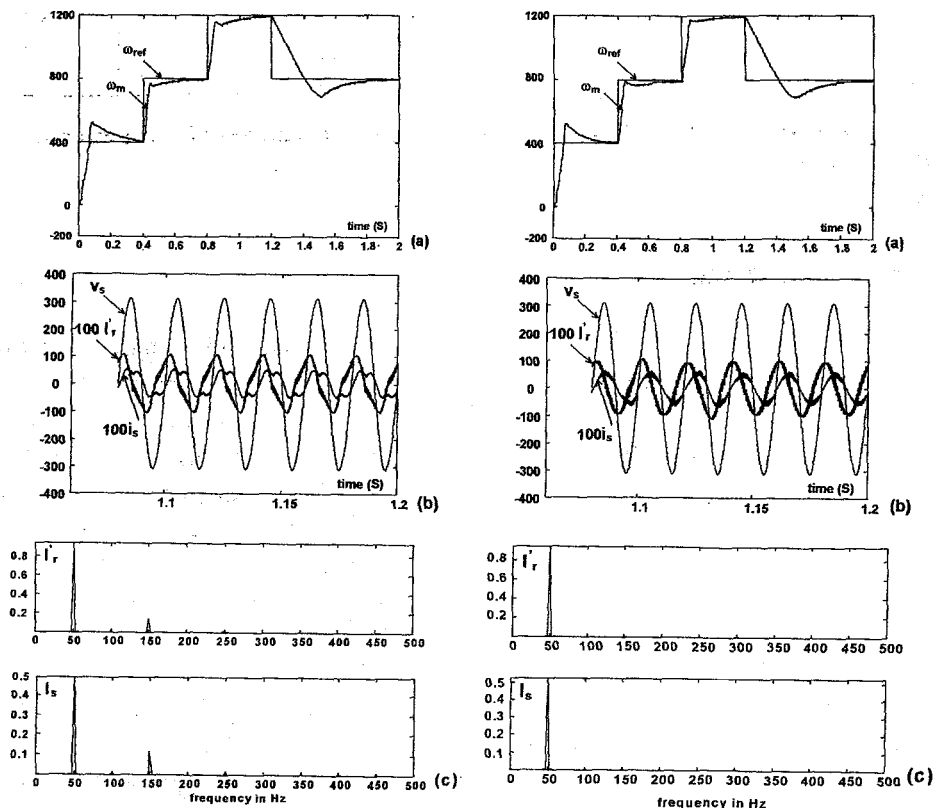 1200
800
400
0
-200
ω_ref
ω_m
time (S)
0 0.2 0.4 0.6 0.8 1 1.2 1.4 1.6 1.8 2
(a)
400
300
200
100
0
-100
-200
-300
-400
V_s
100 I'_r
100i_s
time (S)
1.1 1.15 1.2
(b)
I'_r
0.8
0.6
0.4
0.2
0 50 100 150 200 250 300 350 400 450 500
I_s
0.5
0.4
0.3
0.2
0.1
0 50 100 150 200 250 300 350 400 450 500
frequency in Hz
(c)
1200
800
400
0
-200
ω_ref
ω_m
time (S)
0 0.2 0.4 0.6 0.8 1 1.2 1.4 1.6 1.8 2
(a)
400
300
200
100
0
-100
-200
-300
-400
V_s
100 I'_r
100i_s
time (S)
1.1 1.15 1.2
(b)
I'_r
0.8
0.6
0.4
0.2
0 50 100 150 200 250 300 350 400 450 500
I_s
0.5
0.4
0.3
0.2
0.1
0 50 100 150 200 250 300 350 400 450 500
frequency in Hz
(c)